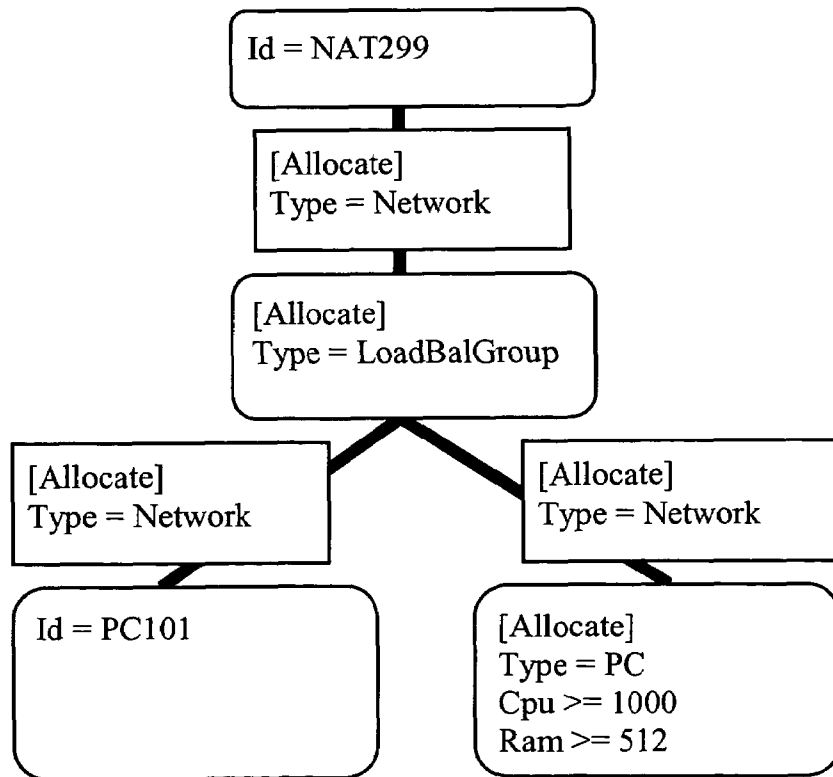 Id = NAT299
[Allocate]
Type = Network
[Allocate]
Type = LoadBalGroup
[Allocate]
Type = Network
[Allocate]
Type = Network
Id = PC101
[Allocate]
Type = PC
Cpu >= 1000
Ram >= 512